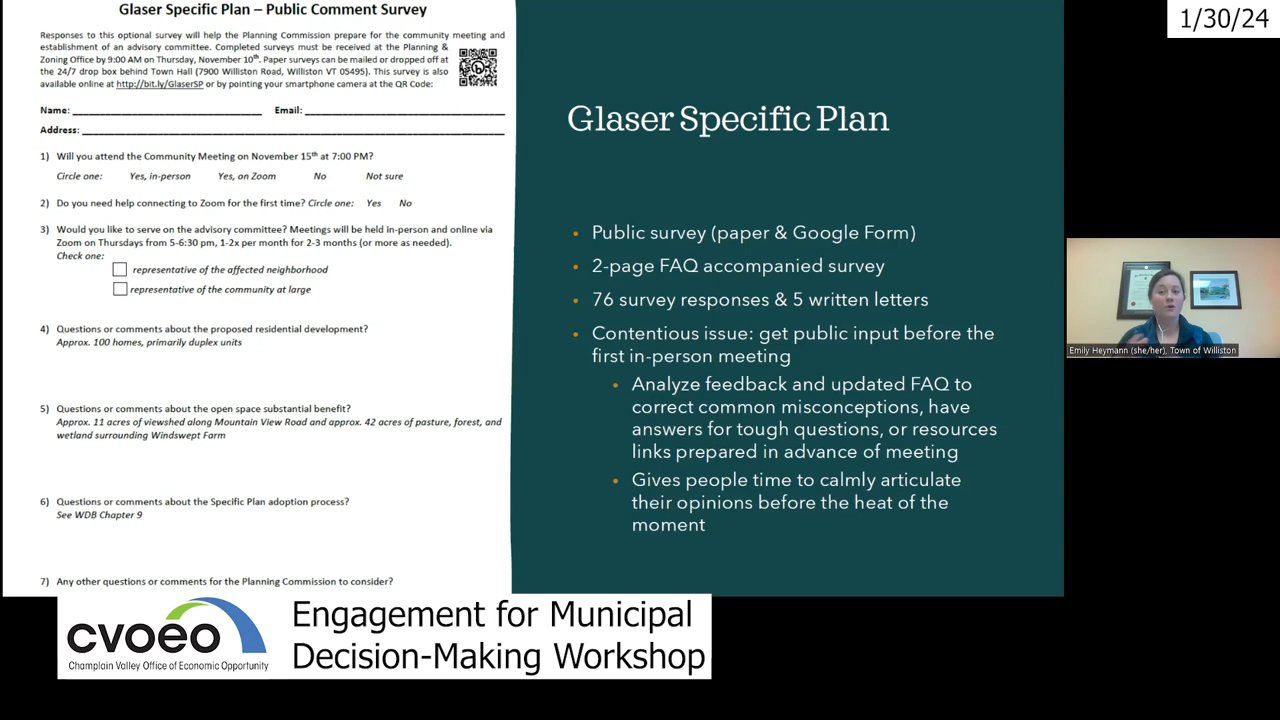 Glaser Specific Plan – Public Comment Survey
Responses to this optional survey will help the Planning Commission prepare for the community meeting and
establishment of an advisory committee. Completed surveys must be received at the Planning &
Zoning Office by 9:00 AM on Thursday, November 10th. Paper surveys can be mailed or dropped off at
the 24/7 drop box behind Town Hall (7900 Williston Road, Williston VT 05495). This survey is also
available online at http://bit.ly/GlaserSP or by pointing your smartphone camera at the QR Code:
Name: Email:
Address:
1) Will you attend the Community Meeting on November 15th at 7:00 PM?
Circle one: Yes, in-person Yes, on Zoom No Not sure
2) Do you need help connecting to Zoom for the first time? Circle one: Yes No
3) Would you like to serve on the advisory committee? Meetings will be held in-person and online via
Zoom on Thursdays from 5-6:30 pm, 1-2x per month for 2-3 months (or more as needed).
Check one:
representative of the affected neighborhood
representative of the community at large
4) Questions or comments about the proposed residential development?
Approx. 100 homes, primarily duplex units
5) Questions or comments about the open space substantial benefit?
Approx. 11 acres of viewshed along Mountain View Road and approx. 42 acres of pasture, forest, and
wetland surrounding Windswept Farm
6) Questions or comments about the Specific Plan adoption process?
See WDB Chapter 9
7) Any other questions or comments for the Planning Commission to consider?
Glaser Specific Plan
• Public survey (paper & Google Form)
• 2-page FAQ accompanied survey
• 76 survey responses & 5 written letters
• Contentious issue: get public input before the
first in-person meeting
• Analyze feedback and updated FAQ to
correct common misconceptions, have
answers for tough questions, or resources
links prepared in advance of meeting
• Gives people time to calmly articulate
their opinions before the heat of the
moment
1/30/24
Emily Heymann (she/her), Town of Williston
cvoeo
Champlain Valley Office of Economic Opportunity
Engagement for Municipal
Decision-Making Workshop